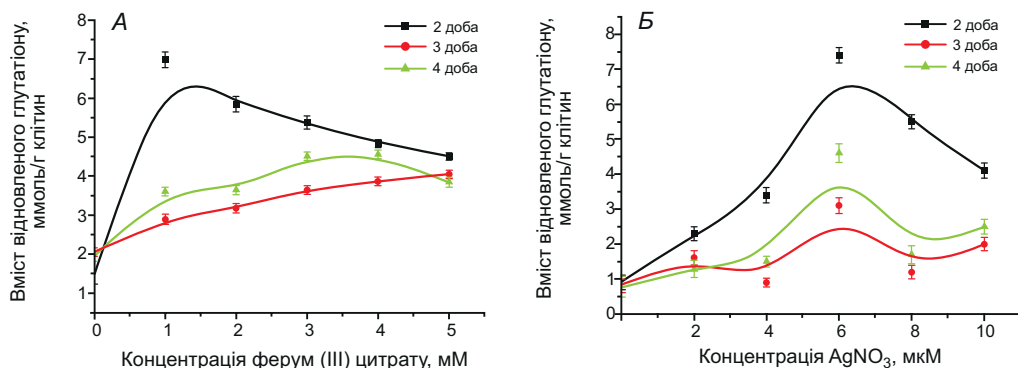 А
8
7
6
5
4
3
2
1
0
0
1
2
3
4
5
2 доба
3 доба
4 доба
Вміст відновленого глутатіону,
ммоль/г клітин
Концентрація ферум (III) цитрату, мМ
Б
8
7
6
5
4
3
2
1
0
2
4
6
8
10
2 доба
3 доба
4 доба
Вміст відновленого глутатіону,
ммоль/г клітин
Концентрація AgNO3, мкМ